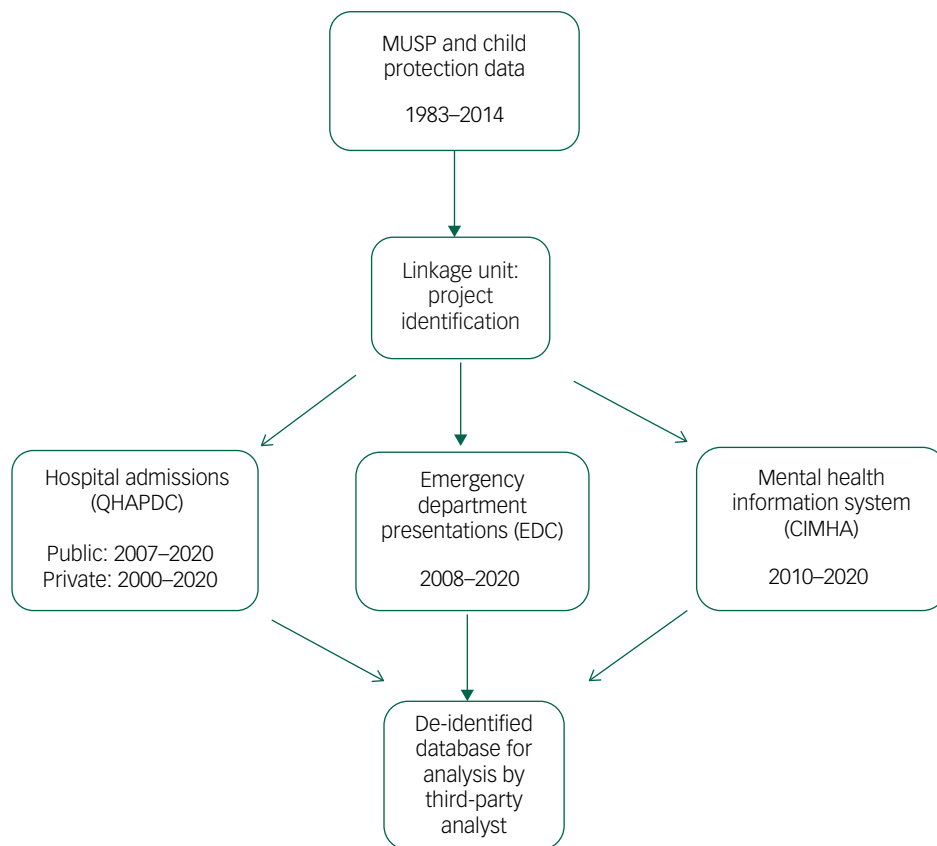 MUSP and child
protection data
1983–2014
Linkage unit:
project
identification
Hospital admissions
(QHAPDC)
Public: 2007–2020
Private: 2000–2020
Emergency
department
presentations (EDC)
2008–2020
Mental health
information system
(CIMHA)
2010–2020
De-identified
database for
analysis by
third-party
analyst